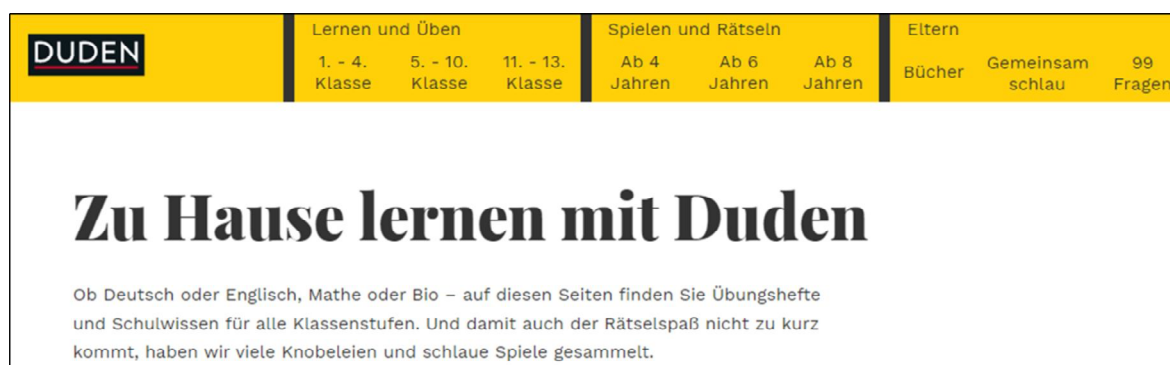 DUDEN
Lernen und Üben
1. - 4. Klasse
5. - 10. Klasse
11. - 13. Klasse
Spielen und Rätseln
Ab 4 Jahren
Ab 6 Jahren
Ab 8 Jahren
Eltern
Bücher
Gemeinsam schlau
99 Fragen
Zu Hause lernen mit Duden
Ob Deutsch oder Englisch, Mathe oder Bio – auf diesen Seiten finden Sie Übungshefte
und Schulwissen für alle Klassenstufen. Und damit auch der Rätselspaß nicht zu kurz
kommt, haben wir viele Knobeleien und schlaue Spiele gesammelt.